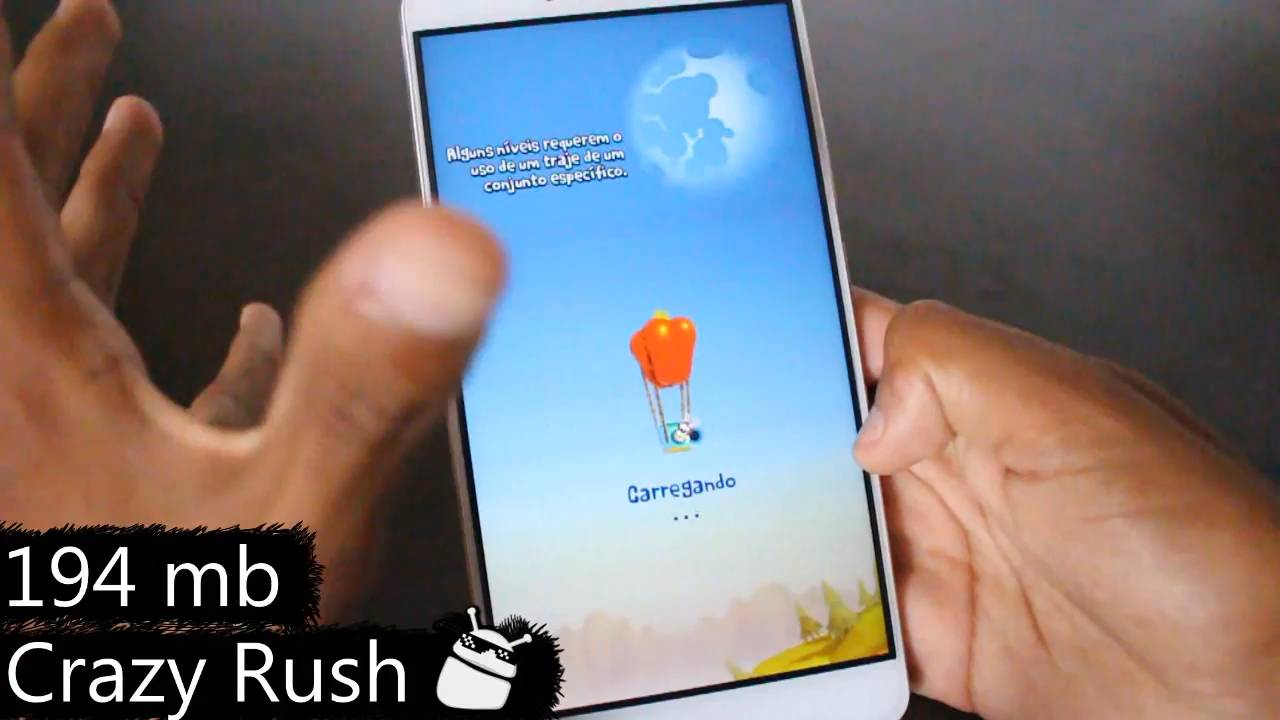 Alguns níveis requerem o
uso de um traje de um
conjunto específico.
Carregando
...
194 mb
Crazy Rush